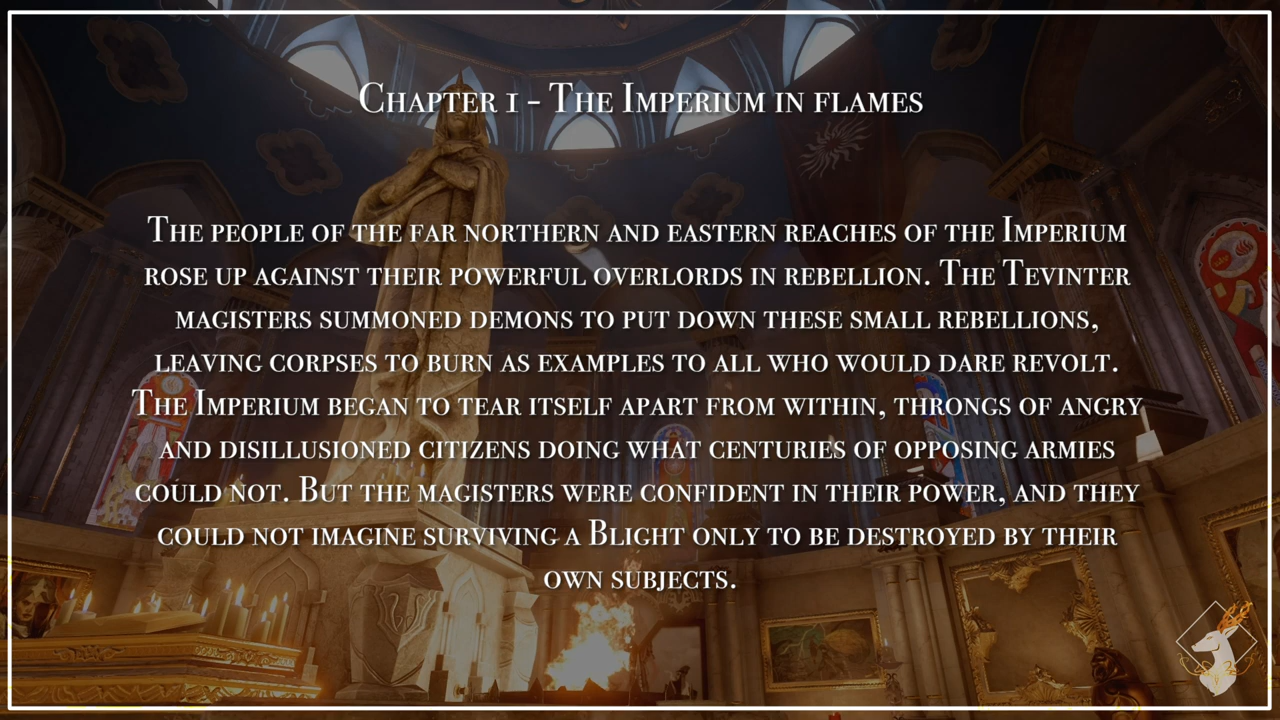 Chapter 1 - The Imperium in flames
The people of the far northern and eastern reaches of the Imperium
rose up against their powerful overlords in rebellion. The Tevinter
magisters summoned demons to put down these small rebellions,
leaving corpses to burn as examples to all who would dare revolt.
The Imperium began to tear itself apart from within, throngs of angry
and disillusioned citizens doing what centuries of opposing armies
could not. But the magisters were confident in their power, and they
could not imagine surviving a Blight only to be destroyed by their
own subjects.